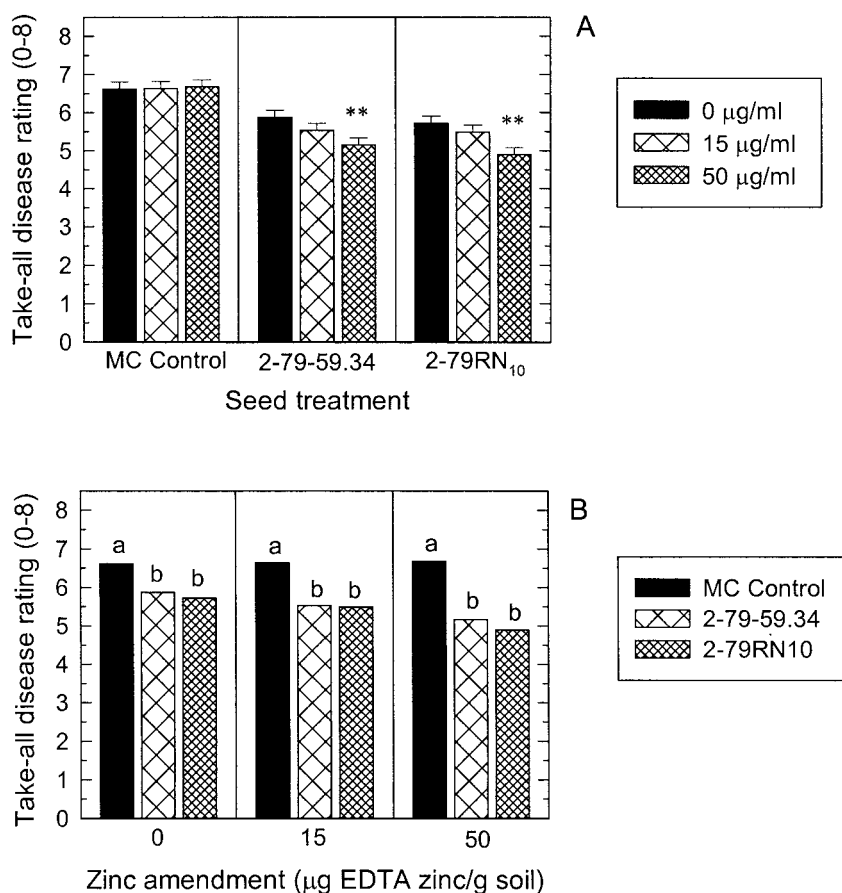 A
Take-all disease rating (0-8)
8
7
6
5
4
3
2
1
0
**
**
MC Control
2-79-59.34
2-79RN₁₀
Seed treatment
0 μg/ml
15 μg/ml
50 μg/ml
B
Take-all disease rating (0-8)
8
7
6
5
4
3
2
1
0
a
b
b
a
b
b
a
b
b
0
15
50
Zinc amendment (μg EDTA zinc/g soil)
MC Control
2-79-59.34
2-79RN10